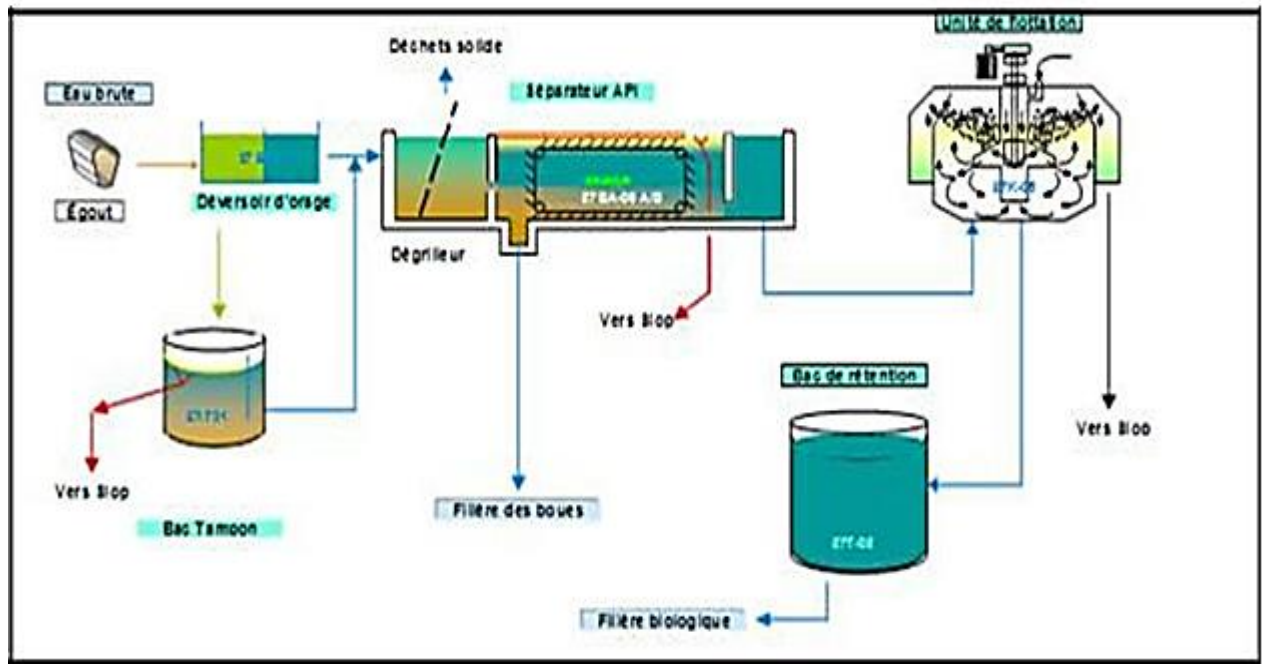 Unité de flottation
Déchets solide
Séparateur API
Eau brute
Égout
Déversoir d'orage
Dégrilleur
Vers Slop
Bac de rétention
Vers Slop
Vers Slop
Filière des boues
Bac Tampon
Filière biologique